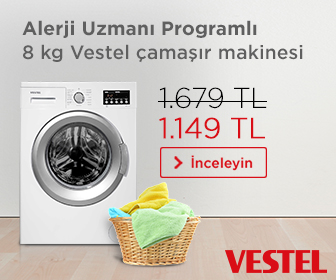 Alerji Uzmanı Programlı
8 kg Vestel çamaşır makinesi
1.679 TL
1.149 TL
> İnceleyin
VESTEL